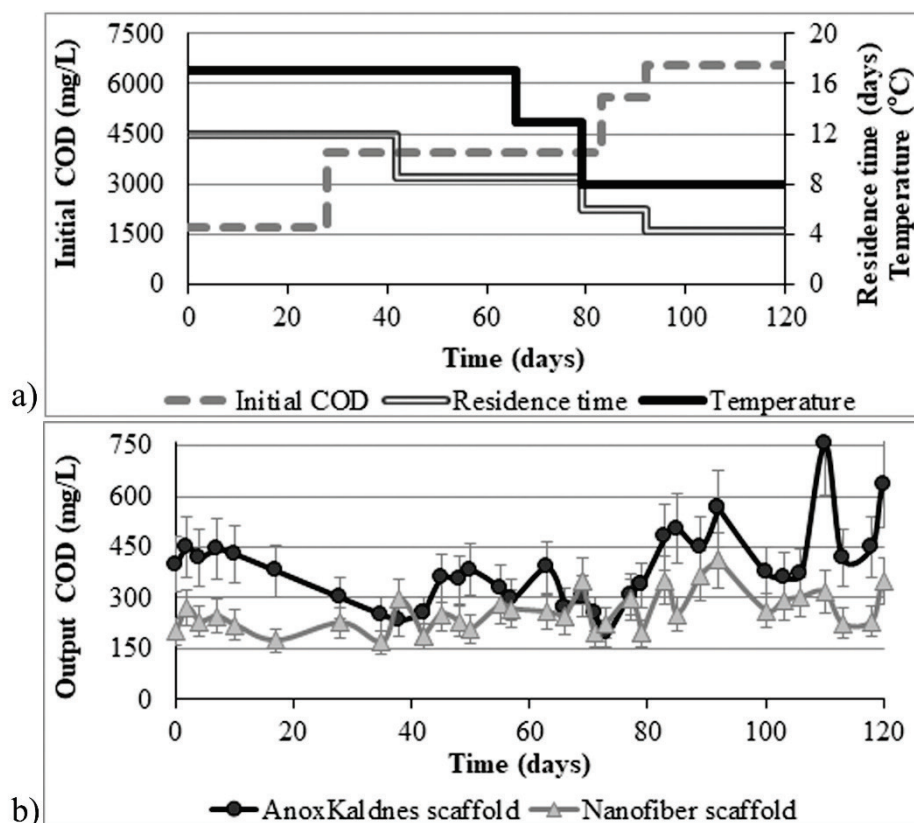 Initial COD (mg/L)
7500
6000
4500
3000
1500
0
20
16
12
8
4
0
Residence time (days)
Temperature (°C)
0 20 40 60 80 100 120
Time (days)
Initial COD Residence time Temperature
a)
Output COD (mg/L)
750
600
450
300
150
0
0 20 40 60 80 100 120
Time (days)
AnoxKaldnes scaffold Nanofiber scaffold
b)